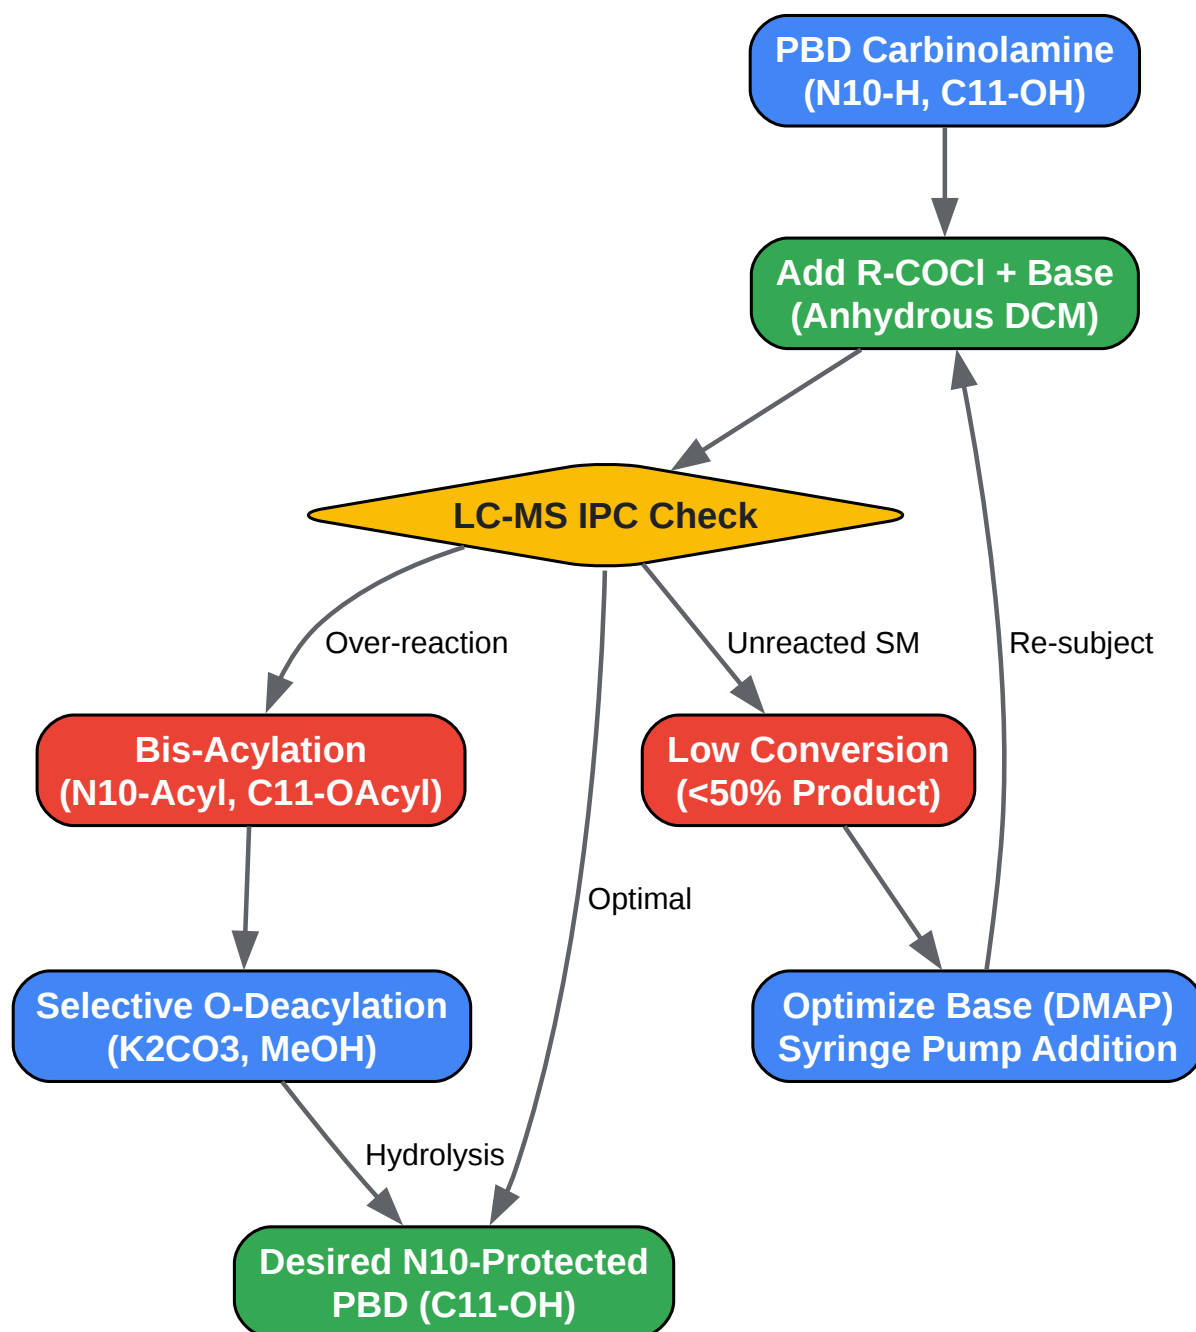 PBD Carbinolamine
(N10-H, C11-OH)
Add R-COCl + Base
(Anhydrous DCM)
LC-MS IPC Check
Over-reaction
Unreacted SM
Re-subject
Bis-Acylation
(N10-Acyl, C11-OAcyl)
Low Conversion
(<50% Product)
Optimal
Selective O-Deacylation
(K2CO3, MeOH)
Optimize Base (DMAP)
Syringe Pump Addition
Hydrolysis
Desired N10-Protected
PBD (C11-OH)